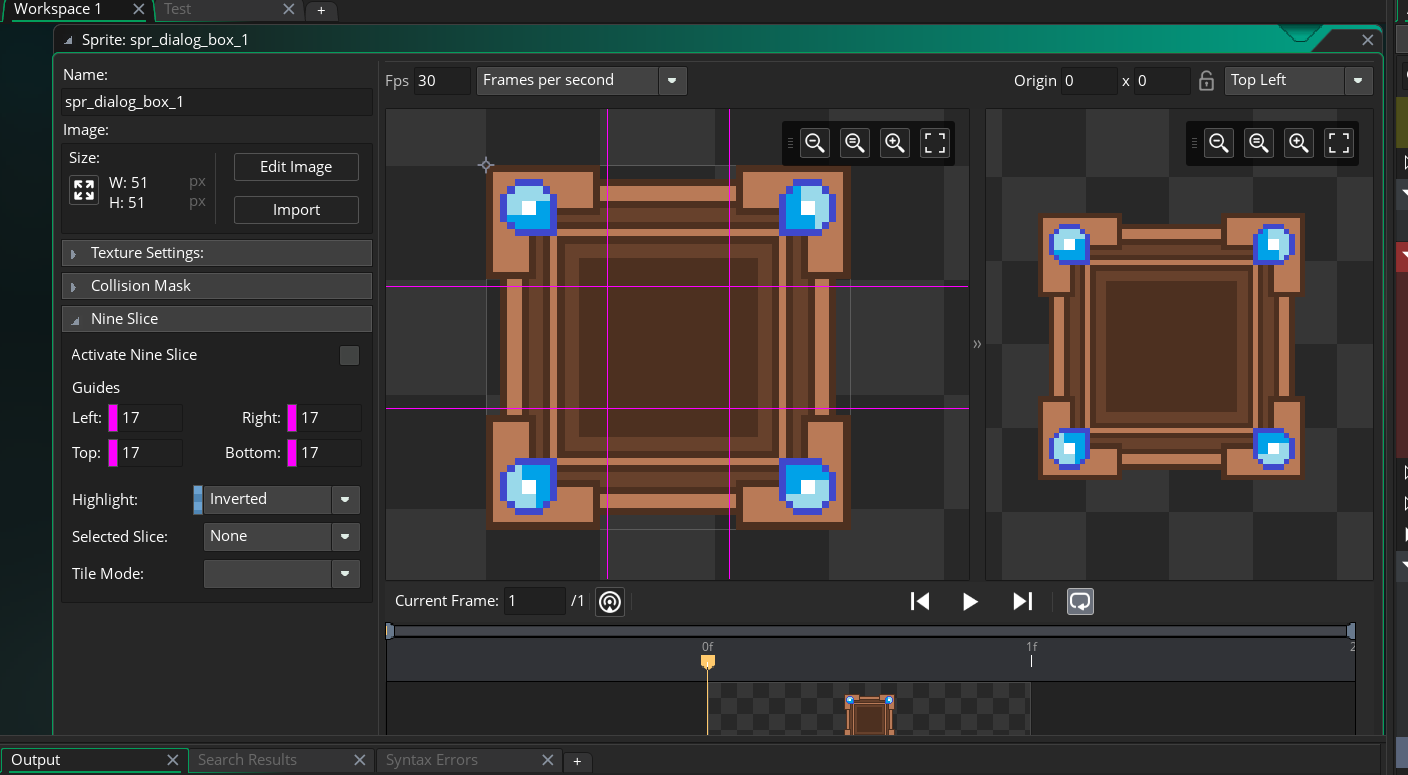 Workspace 1
Test
+
Sprite: spr_dialog_box_1
Name:
spr_dialog_box_1
Image:
Size:
W: 51 px
H: 51 px
Edit Image
Import
Texture Settings:
Collision Mask
Nine Slice
Activate Nine Slice
Guides
Left: 17 Right: 17
Top: 17 Bottom: 17
Highlight: Inverted
Selected Slice: None
Tile Mode:
Fps 30 Frames per second
Origin 0 x 0 Top Left
Current Frame: 1 /1
0f 1f 2
Output
Search Results
Syntax Errors
+